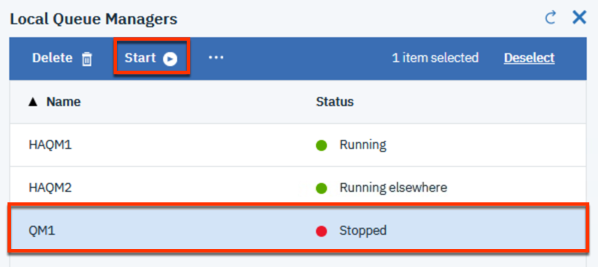 Local Queue Managers
Delete Start ... 1 item selected Deselect
▲ Name Status
HAQM1 Running
HAQM2 Running elsewhere
QM1 Stopped